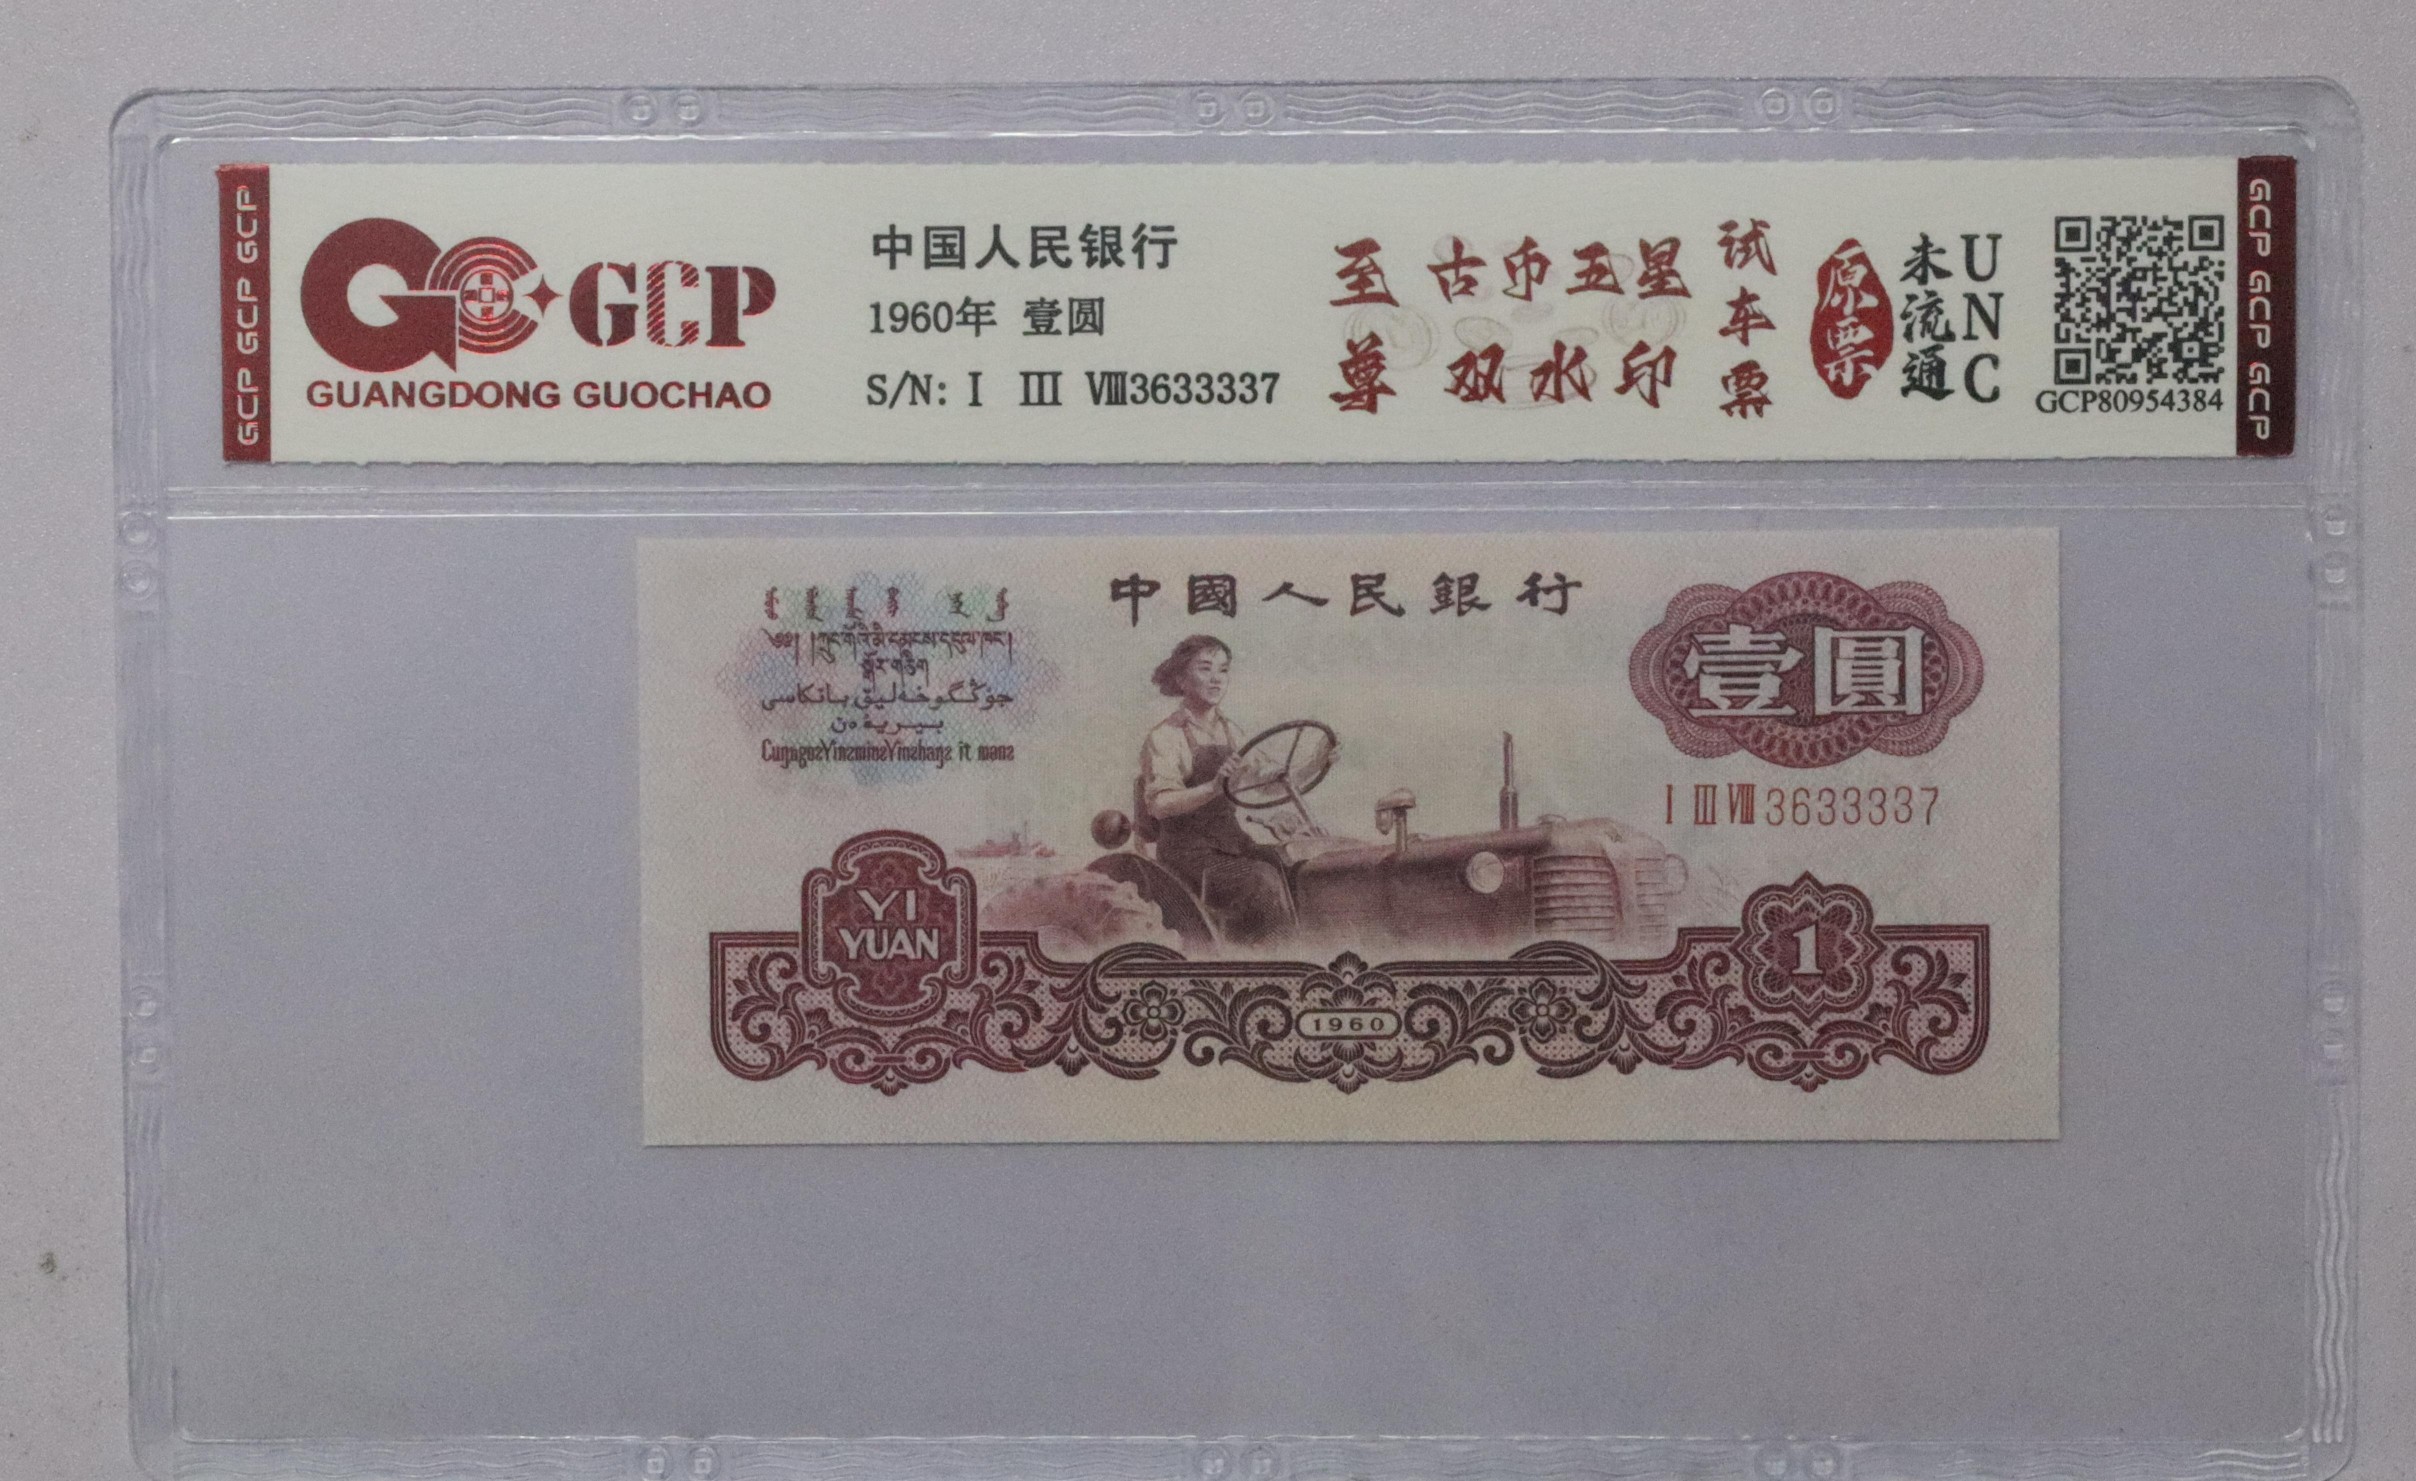 GCP GCP GCP
GCP
GUANGDONG GUOCHAO
中国人民银行
1960年 壹圆
S/N: I III VIII3633337
至尊
古币五星
双水印
试车票
原票
未流通
UNC
GCP80954384
GCP GCP GCP
中國人民銀行
壹圓
I III VIII 3633337
YI
YUAN
1960
1